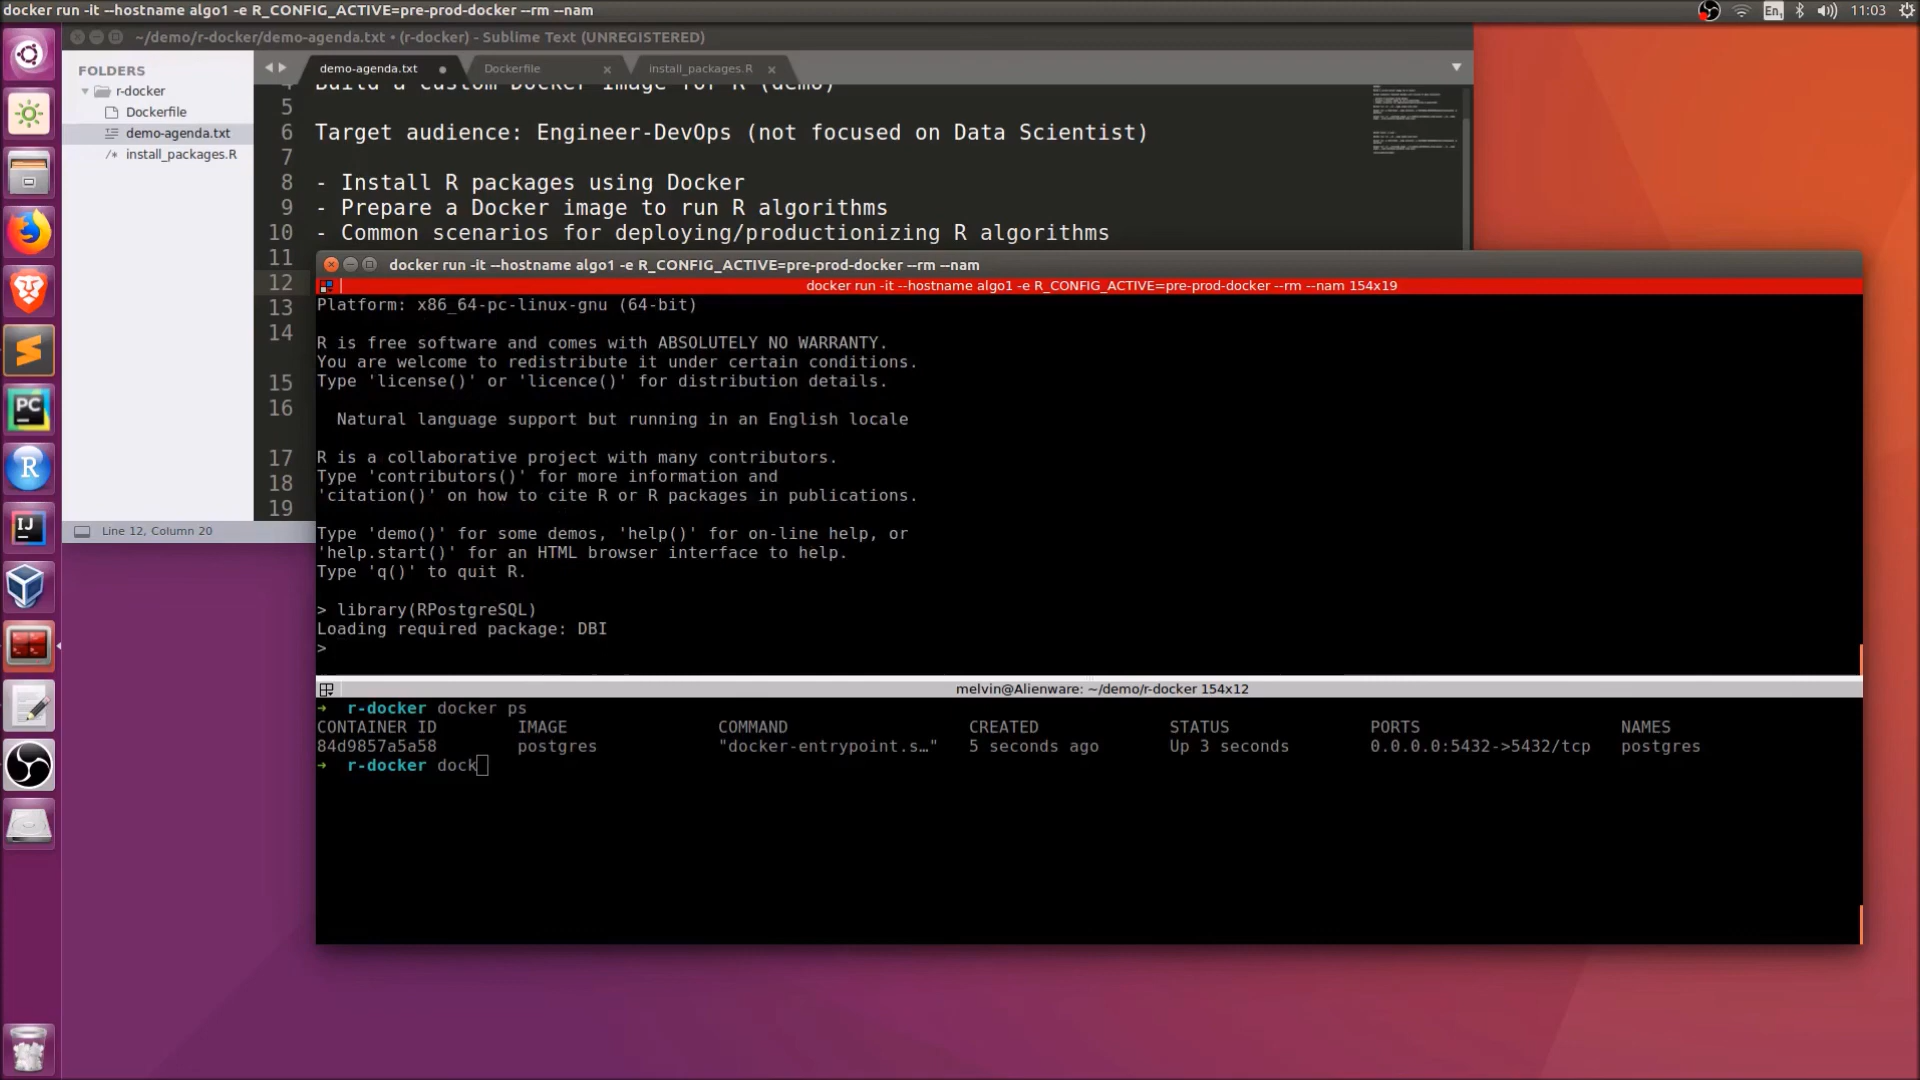 docker run -it --hostname algo1 -e R_CONFIG_ACTIVE=pre-prod-docker --rm --nam
En1
11:03
~/demo/r-docker/demo-agenda.txt • (r-docker) - Sublime Text (UNREGISTERED)
FOLDERS
r-docker
Dockerfile
demo-agenda.txt
install_packages.R
demo-agenda.txt
Dockerfile
install_packages.R
Build a custom Docker image for R (demo)
5
6 Target audience: Engineer-DevOps (not focused on Data Scientist)
7
8 - Install R packages using Docker
9 - Prepare a Docker image to run R algorithms
10 - Common scenarios for deploying/productionizing R algorithms
11
12
13
14
15
16
17
18
19
Line 12, Column 20
docker run -it --hostname algo1 -e R_CONFIG_ACTIVE=pre-prod-docker --rm --nam
docker run -it --hostname algo1 -e R_CONFIG_ACTIVE=pre-prod-docker --rm --nam 154x19
Platform: x86_64-pc-linux-gnu (64-bit)
R is free software and comes with ABSOLUTELY NO WARRANTY.
You are welcome to redistribute it under certain conditions.
Type 'license()' or 'licence()' for distribution details.
Natural language support but running in an English locale
R is a collaborative project with many contributors.
Type 'contributors()' for more information and
'citation()' on how to cite R or R packages in publications.
Type 'demo()' for some demos, 'help()' for on-line help, or
'help.start()' for an HTML browser interface to help.
Type 'q()' to quit R.
> library(RPostgreSQL)
Loading required package: DBI
>
melvin@Alienware: ~/demo/r-docker 154x12
→ r-docker docker ps
CONTAINER ID IMAGE COMMAND CREATED STATUS PORTS NAMES
84d9857a5a58 postgres "docker-entrypoint.s…" 5 seconds ago Up 3 seconds 0.0.0.0:5432->5432/tcp postgres
→ r-docker dock
PC
R
IJ